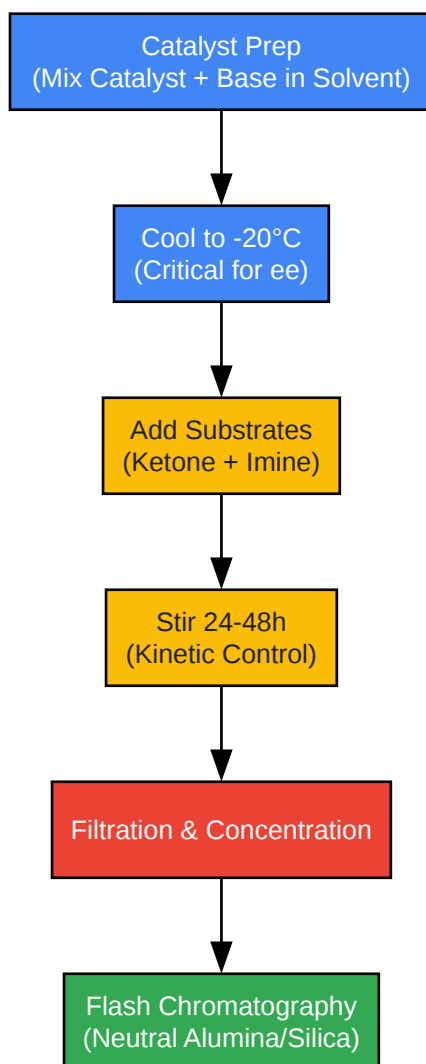 Catalyst Prep
(Mix Catalyst + Base in Solvent)
Cool to -20°C
(Critical for ee)
Add Substrates
(Ketone + Imine)
Stir 24-48h
(Kinetic Control)
Filtration & Concentration
Flash Chromatography
(Neutral Alumina/Silica)